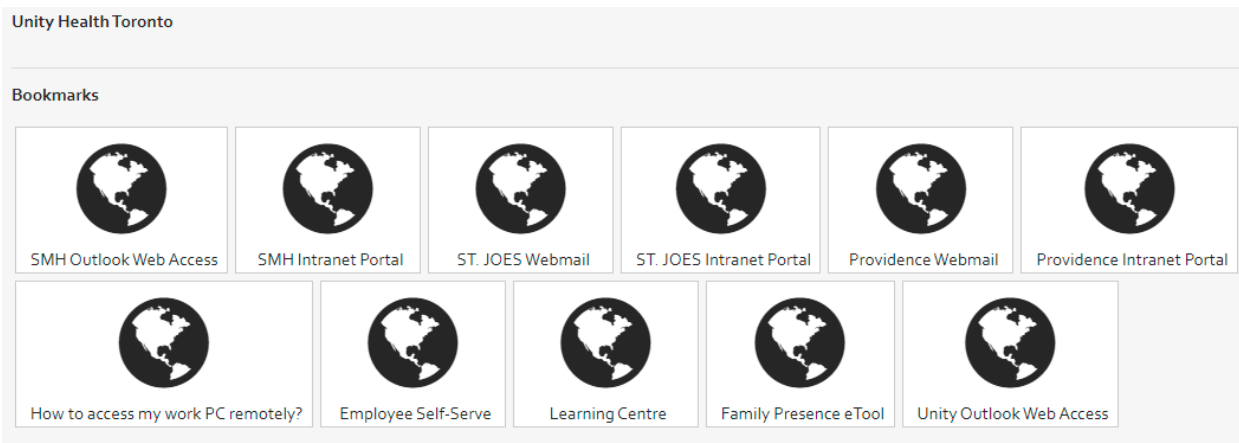 Unity Health Toronto
Bookmarks
SMH Outlook Web Access
SMH Intranet Portal
ST. JOES Webmail
ST. JOES Intranet Portal
Providence Webmail
Providence Intranet Portal
How to access my work PC remotely?
Employee Self-Serve
Learning Centre
Family Presence eTool
Unity Outlook Web Access